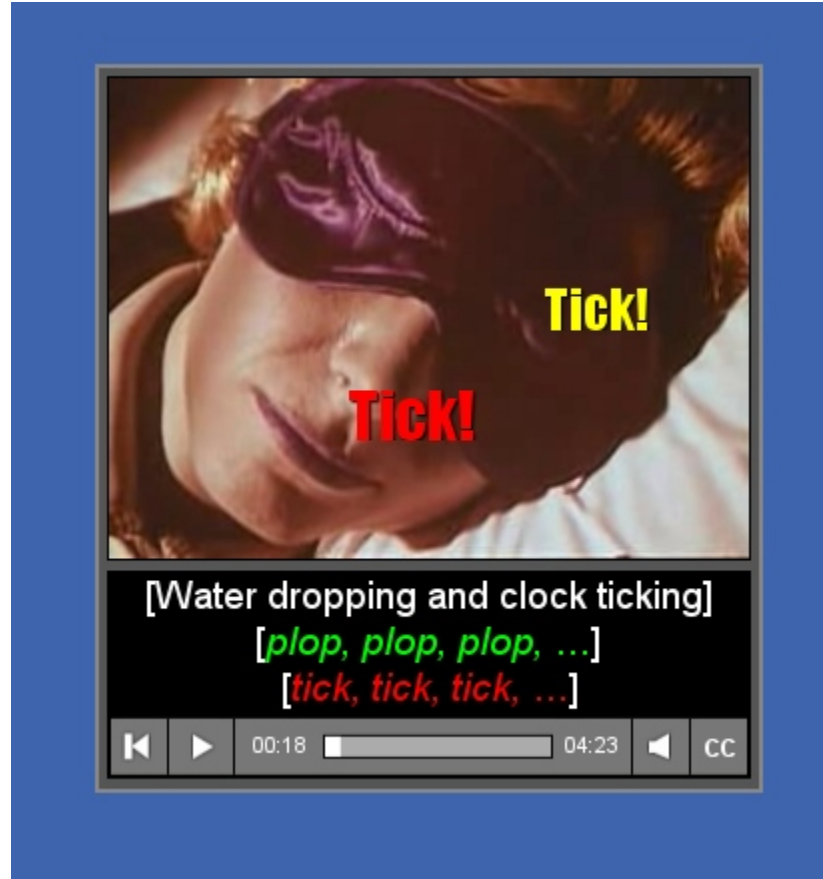 Tick!
Tick!
[Water dropping and clock ticking]
[plop, plop, plop, …]
[tick, tick, tick, …]
00:18 04:23 CC